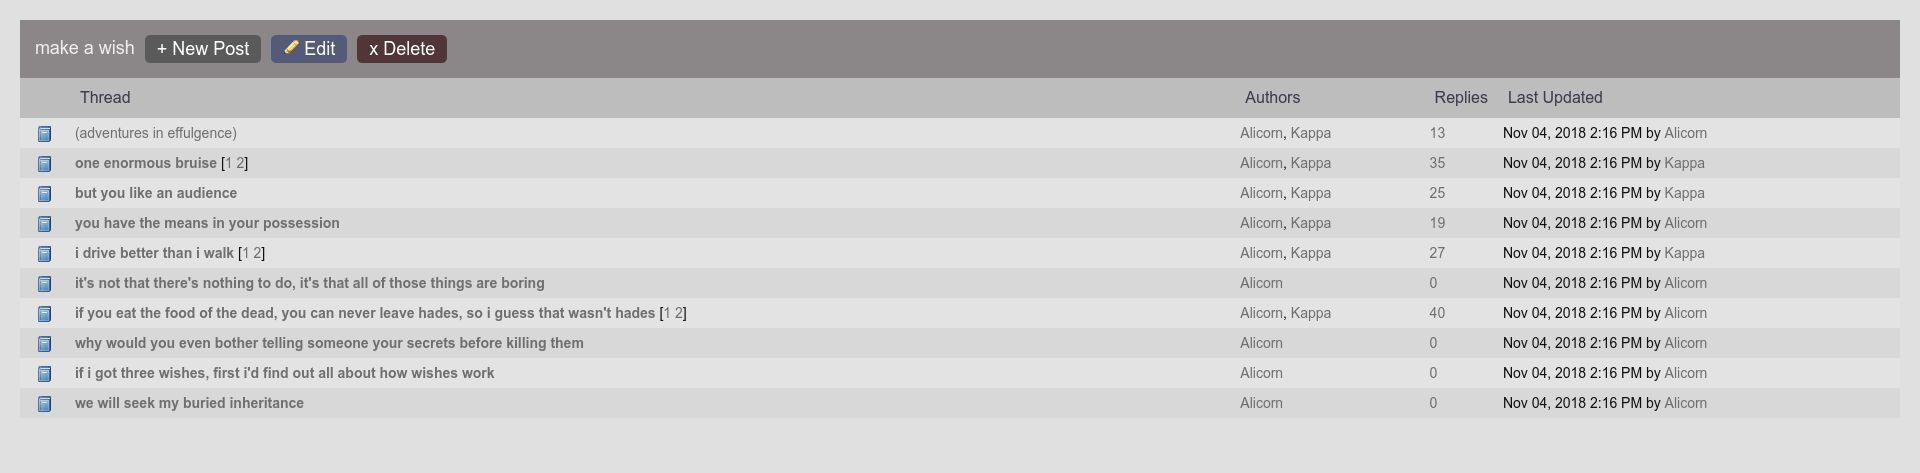 make a wish + New Post Edit x Delete
Thread Authors Replies Last Updated
(adventures in effulgence) Alicorn, Kappa 13 Nov 04, 2018 2:16 PM by Alicorn
one enormous bruise [1 2] Alicorn, Kappa 35 Nov 04, 2018 2:16 PM by Kappa
but you like an audience Alicorn, Kappa 25 Nov 04, 2018 2:16 PM by Kappa
you have the means in your possession Alicorn, Kappa 19 Nov 04, 2018 2:16 PM by Alicorn
i drive better than i walk [1 2] Alicorn, Kappa 27 Nov 04, 2018 2:16 PM by Kappa
it's not that there's nothing to do, it's that all of those things are boring Alicorn 0 Nov 04, 2018 2:16 PM by Alicorn
if you eat the food of the dead, you can never leave hades, so i guess that wasn't hades [1 2] Alicorn, Kappa 40 Nov 04, 2018 2:16 PM by Alicorn
why would you even bother telling someone your secrets before killing them Alicorn 0 Nov 04, 2018 2:16 PM by Alicorn
if i got three wishes, first i'd find out all about how wishes work Alicorn 0 Nov 04, 2018 2:16 PM by Alicorn
we will seek my buried inheritance Alicorn 0 Nov 04, 2018 2:16 PM by Alicorn